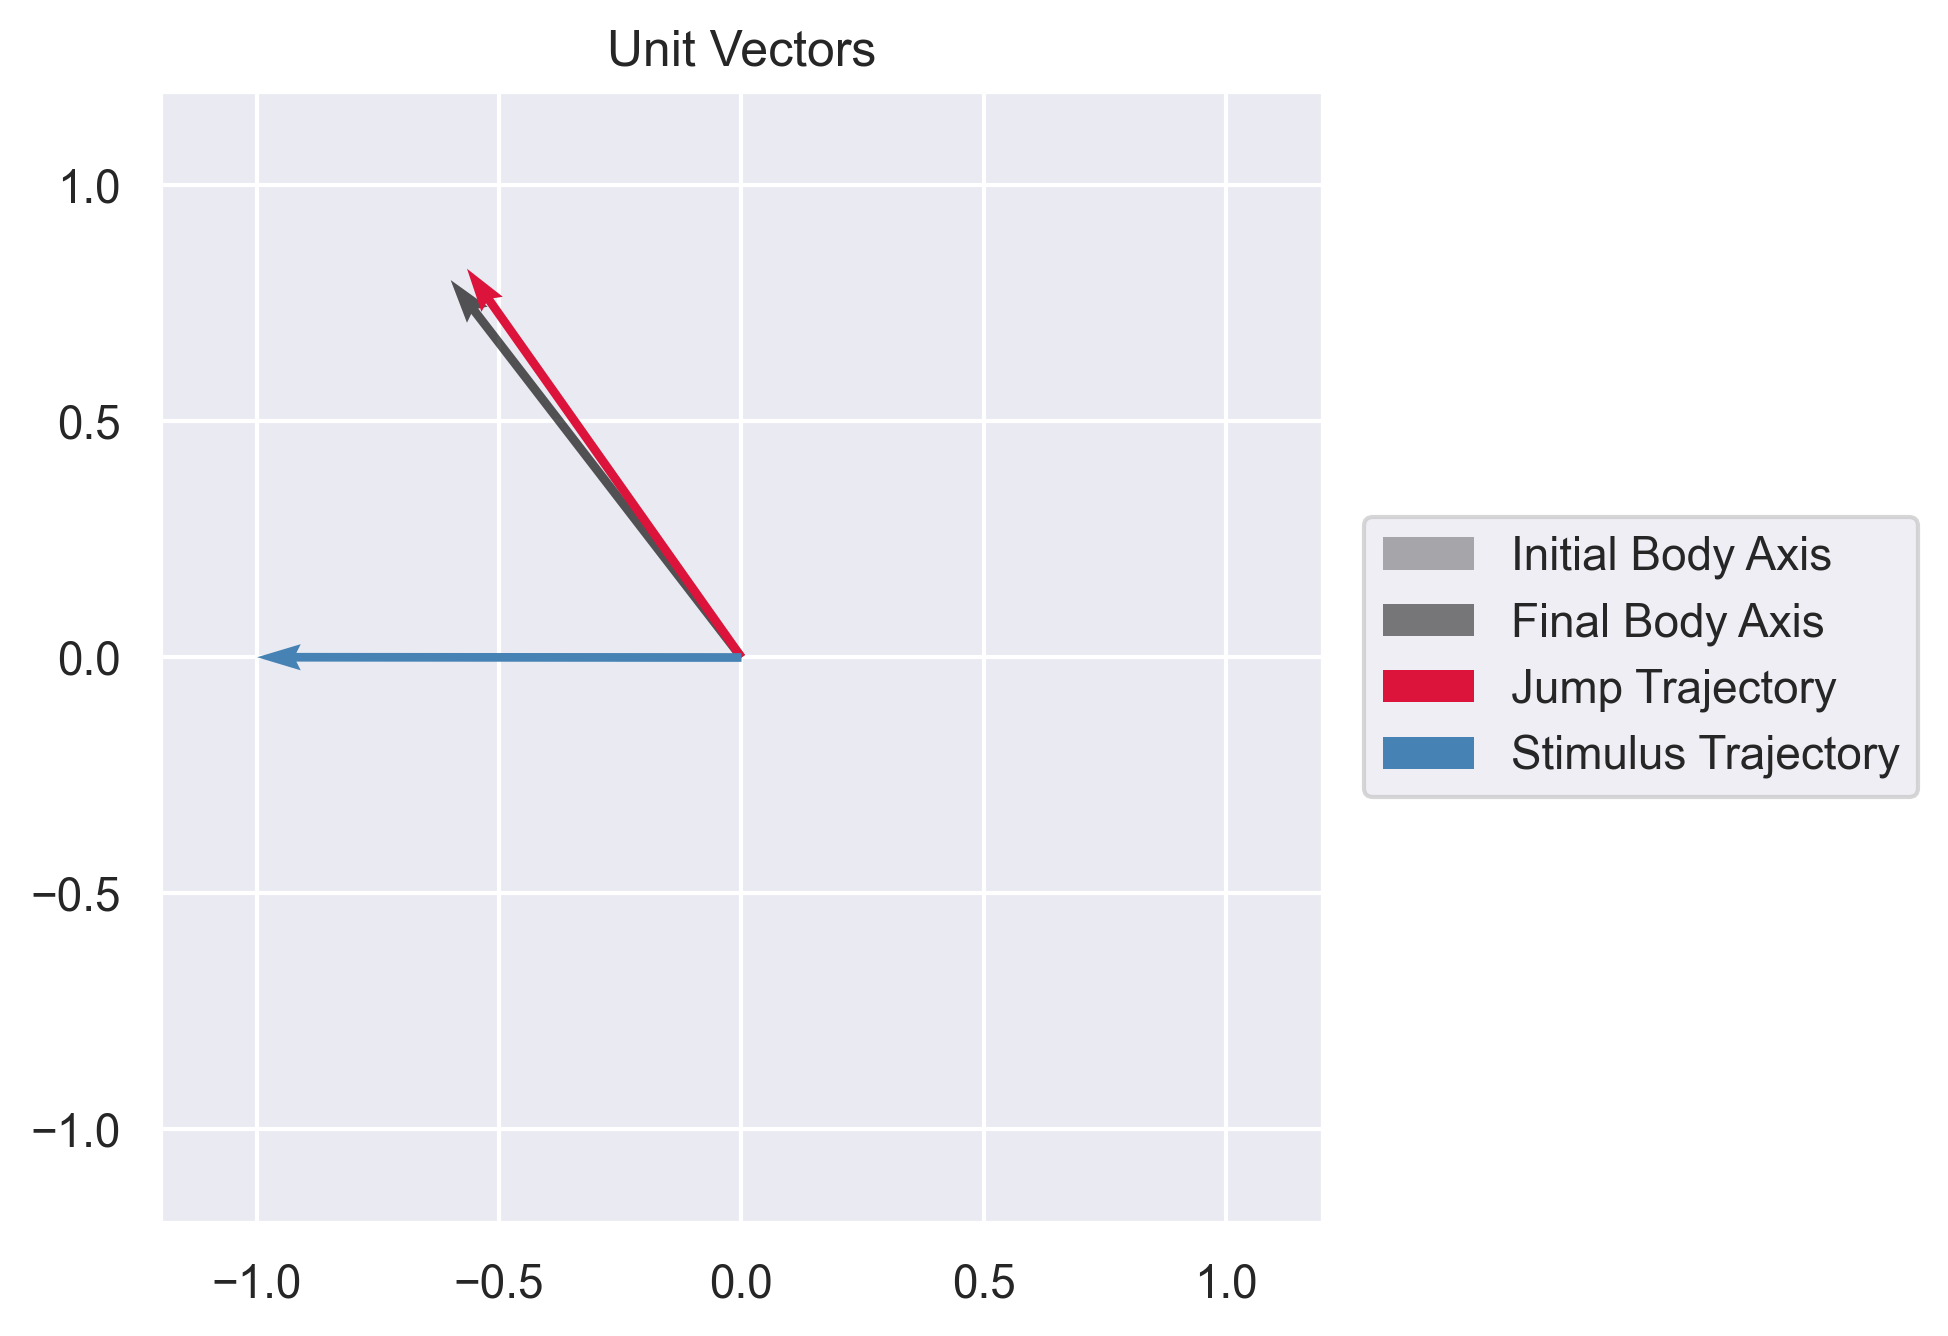 Unit Vectors
1.0
0.5
0.0
−0.5
−1.0
−1.0 −0.5 0.0 0.5 1.0
Initial Body Axis
Final Body Axis
Jump Trajectory
Stimulus Trajectory